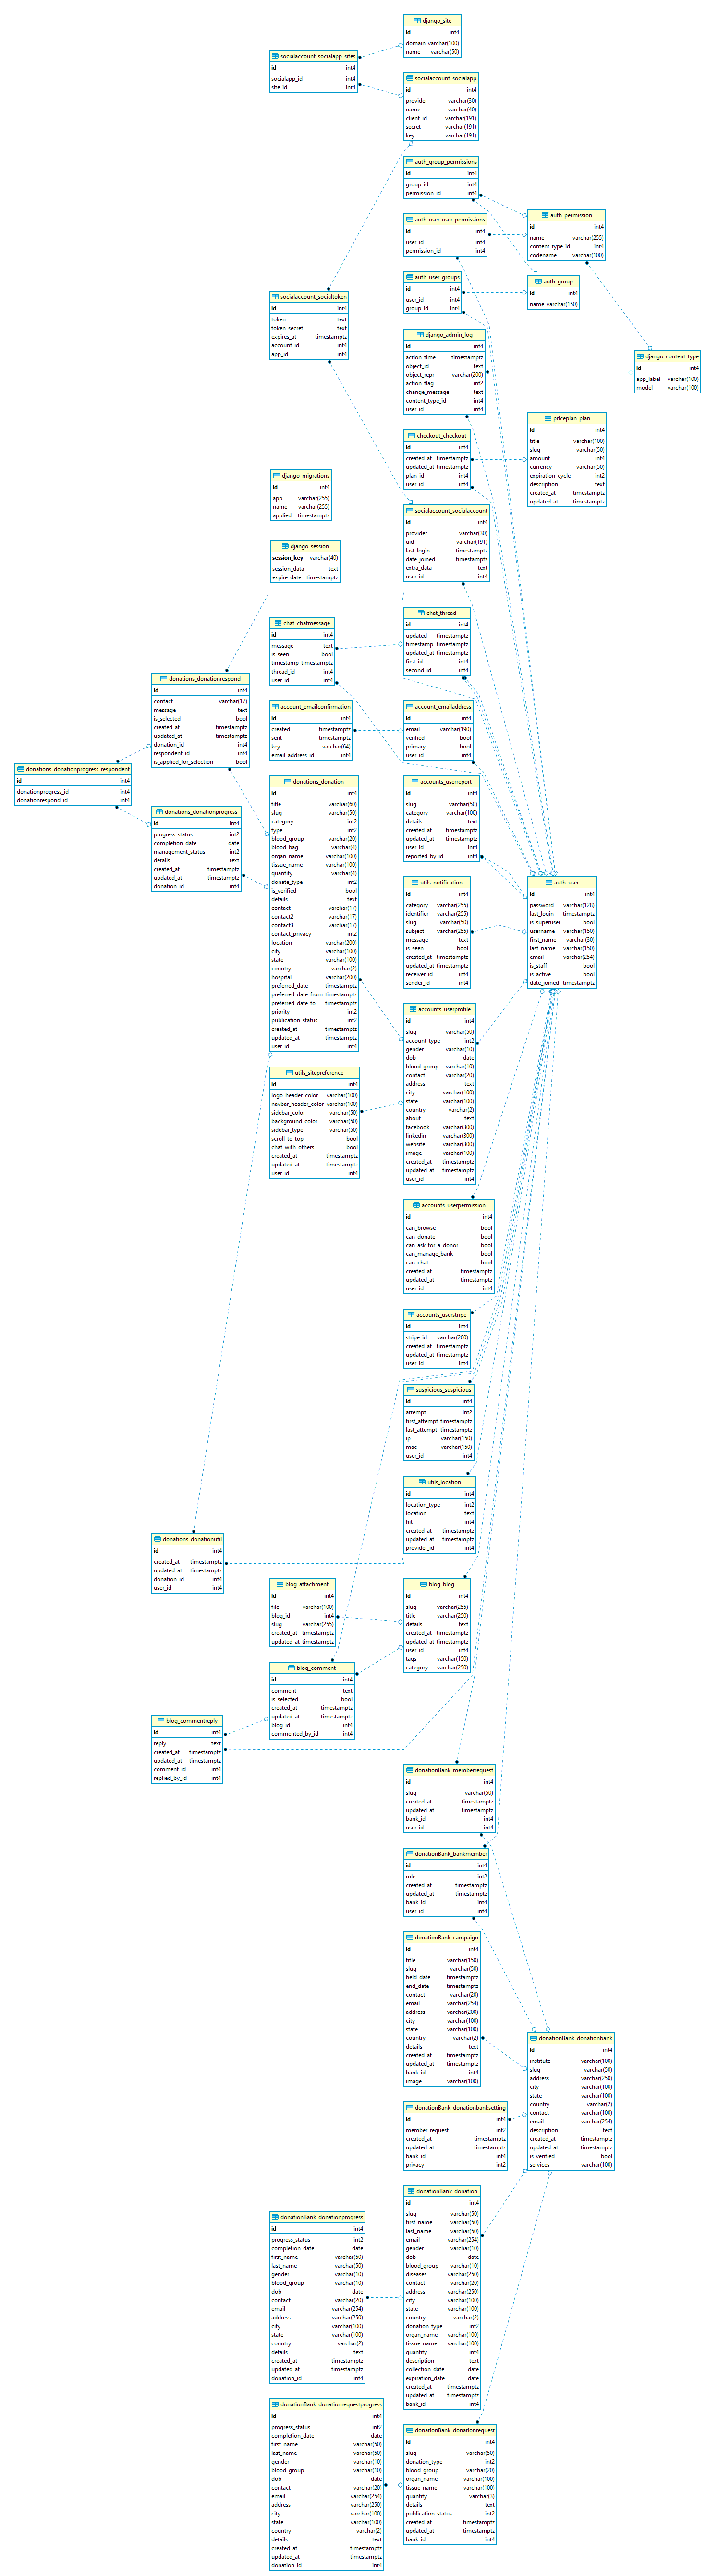 django_site
id int4
domain varchar(100)
name varchar(50)
socialaccount_socialapp_sites
id int4
socialapp_id int4
site_id int4
socialaccount_socialapp
id int4
provider varchar(30)
name varchar(40)
client_id varchar(191)
secret varchar(191)
key varchar(191)
auth_group_permissions
id int4
group_id int4
permission_id int4
auth_permission
id int4
name varchar(255)
content_type_id int4
codename varchar(100)
auth_user_user_permissions
id int4
user_id int4
permission_id int4
auth_user_groups
id int4
user_id int4
group_id int4
auth_group
id int4
name varchar(150)
socialaccount_socialtoken
id int4
token text
token_secret text
expires_at timestamptz
account_id int4
app_id int4
django_admin_log
id int4
action_time timestamptz
object_id text
object_repr varchar(200)
action_flag int2
change_message text
content_type_id int4
user_id int4
django_content_type
id int4
app_label varchar(100)
model varchar(100)
priceplan_plan
id int4
title varchar(100)
slug varchar(50)
amount int4
currency varchar(50)
expiration_cycle int2
description text
created_at timestamptz
updated_at timestamptz
checkout_checkout
id int4
created_at timestamptz
updated_at timestamptz
plan_id int4
user_id int4
django_migrations
id int4
app varchar(255)
name varchar(255)
applied timestamptz
socialaccount_socialaccount
id int4
provider varchar(30)
uid varchar(191)
last_login timestamptz
date_joined timestamptz
extra_data text
user_id int4
django_session
session_key varchar(40)
session_data text
expire_date timestamptz
chat_chatmessage
id int4
message text
is_seen bool
timestamp timestamptz
thread_id int4
user_id int4
chat_thread
id int4
updated timestamptz
timestamp timestamptz
updated_at timestamptz
first_id int4
second_id int4
donations_donationrespond
id int4
contact varchar(17)
message text
is_selected bool
created_at timestamptz
updated_at timestamptz
donation_id int4
respondent_id int4
is_applied_for_selection bool
account_emailconfirmation
id int4
created timestamptz
sent timestamptz
key varchar(64)
email_address_id int4
account_emailaddress
id int4
email varchar(190)
verified bool
primary bool
user_id int4
donations_donationprogress_respondent
id int4
donationprogress_id int4
donationrespond_id int4
donations_donationprogress
id int4
progress_status int2
completion_date date
management_status int2
details text
created_at timestamptz
updated_at timestamptz
donation_id int4
donations_donation
id int4
title varchar(60)
slug varchar(50)
category int2
type int2
blood_group varchar(20)
blood_bag varchar(4)
organ_name varchar(100)
tissue_name varchar(100)
quantity varchar(4)
donate_type int2
is_verified bool
details text
contact varchar(17)
contact2 varchar(17)
contact3 varchar(17)
contact_privacy int2
location varchar(200)
city varchar(100)
state varchar(100)
country varchar(2)
hospital varchar(200)
preferred_date timestamptz
preferred_date_from timestamptz
preferred_date_to timestamptz
priority int2
publication_status int2
created_at timestamptz
updated_at timestamptz
user_id int4
accounts_userreport
id int4
slug varchar(50)
category varchar(100)
details text
created_at timestamptz
updated_at timestamptz
user_id int4
reported_by_id int4
utils_notification
id int4
category varchar(255)
identifier varchar(255)
slug varchar(50)
subject varchar(255)
message text
is_seen bool
created_at timestamptz
updated_at timestamptz
receiver_id int4
sender_id int4
auth_user
id int4
password varchar(128)
last_login timestamptz
is_superuser bool
username varchar(150)
first_name varchar(30)
last_name varchar(150)
email varchar(254)
is_staff bool
is_active bool
date_joined timestamptz
accounts_userprofile
id int4
slug varchar(50)
account_type int2
gender varchar(10)
dob date
blood_group varchar(10)
contact varchar(20)
address text
city varchar(100)
state varchar(100)
country varchar(2)
about text
facebook varchar(300)
linkedin varchar(300)
website varchar(300)
image varchar(100)
created_at timestamptz
updated_at timestamptz
user_id int4
utils_sitepreference
id int4
logo_header_color varchar(100)
navbar_header_color varchar(100)
sidebar_color varchar(50)
background_color varchar(50)
sidebar_type varchar(50)
scroll_to_top bool
chat_with_others bool
created_at timestamptz
updated_at timestamptz
user_id int4
accounts_userpermission
id int4
can_browse bool
can_donate bool
can_ask_for_a_donor bool
can_manage_bank bool
can_chat bool
created_at timestamptz
updated_at timestamptz
user_id int4
accounts_userstripe
id int4
stripe_id varchar(200)
created_at timestamptz
updated_at timestamptz
user_id int4
suspicious_suspicious
id int4
attempt int2
first_attempt timestamptz
last_attempt timestamptz
ip varchar(150)
mac varchar(150)
user_id int4
utils_location
id int4
location_type int2
location text
hit int4
created_at timestamptz
updated_at timestamptz
provider_id int4
donations_donationutil
id int4
created_at timestamptz
updated_at timestamptz
donation_id int4
user_id int4
blog_attachment
id int4
file varchar(100)
blog_id int4
slug varchar(255)
created_at timestamptz
updated_at timestamptz
blog_blog
id int4
slug varchar(255)
title varchar(250)
details text
created_at timestamptz
updated_at timestamptz
user_id int4
tags varchar(150)
category varchar(250)
blog_comment
id int4
comment text
is_selected bool
created_at timestamptz
updated_at timestamptz
blog_id int4
commented_by_id int4
blog_commentreply
id int4
reply text
created_at timestamptz
updated_at timestamptz
comment_id int4
replied_by_id int4
donationBank_memberrequest
id int4
slug varchar(50)
created_at timestamptz
updated_at timestamptz
bank_id int4
user_id int4
donationBank_bankmember
id int4
role int2
created_at timestamptz
updated_at timestamptz
bank_id int4
user_id int4
donationBank_campaign
id int4
title varchar(150)
slug varchar(50)
held_date timestamptz
end_date timestamptz
contact varchar(20)
email varchar(254)
address varchar(200)
city varchar(100)
state varchar(100)
country varchar(2)
details text
created_at timestamptz
updated_at timestamptz
bank_id int4
image varchar(100)
donationBank_donationbank
id int4
institute varchar(100)
slug varchar(50)
address varchar(250)
city varchar(100)
state varchar(100)
country varchar(2)
contact varchar(100)
email varchar(254)
description text
created_at timestamptz
updated_at timestamptz
is_verified bool
services varchar(100)
donationBank_donationbanksetting
id int4
member_request int2
created_at timestamptz
updated_at timestamptz
bank_id int4
privacy int2
donationBank_donation
id int4
slug varchar(50)
first_name varchar(50)
last_name varchar(50)
email varchar(254)
gender varchar(10)
dob date
blood_group varchar(10)
diseases varchar(250)
contact varchar(20)
address varchar(250)
city varchar(100)
state varchar(100)
country varchar(2)
donation_type int2
organ_name varchar(100)
tissue_name varchar(100)
quantity int4
description text
collection_date date
expiration_date date
created_at timestamptz
updated_at timestamptz
bank_id int4
donationBank_donationprogress
id int4
progress_status int2
completion_date date
first_name varchar(50)
last_name varchar(50)
gender varchar(10)
blood_group varchar(10)
dob date
contact varchar(20)
email varchar(254)
address varchar(250)
city varchar(100)
state varchar(100)
country varchar(2)
details text
created_at timestamptz
updated_at timestamptz
donation_id int4
donationBank_donationrequestprogress
id int4
progress_status int2
completion_date date
first_name varchar(50)
last_name varchar(50)
gender varchar(10)
blood_group varchar(10)
dob date
contact varchar(20)
email varchar(254)
address varchar(250)
city varchar(100)
state varchar(100)
country varchar(2)
details text
created_at timestamptz
updated_at timestamptz
donation_id int4
donationBank_donationrequest
id int4
slug varchar(50)
donation_type int2
blood_group varchar(20)
organ_name varchar(100)
tissue_name varchar(100)
quantity varchar(3)
details text
publication_status int2
created_at timestamptz
updated_at timestamptz
bank_id int4